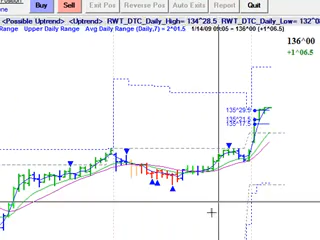 Buy Sell Exit Pos Reverse Pos Auto Exits Report Quit
<Possible Uptrend> <Uptrend> RWT_DTC_Daily_High= 134^28.5 RWT_DTC_Daily_Low= 132^0
Range Upper Daily Range Avg Daily Range (Daily,7) = 2^01.5 1/14/09 09:05 = 136^00 (+1^06.5)
136^00
+1^06.5
135^29.5
135^21.5
135^17.5